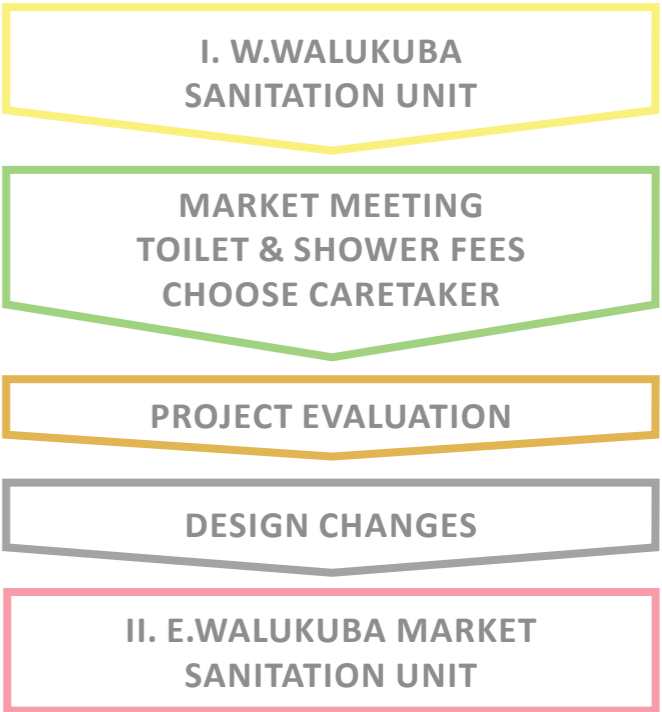 I. W.WALUKUBA
SANITATION UNIT
MARKET MEETING
TOILET & SHOWER FEES
CHOOSE CARETAKER
PROJECT EVALUATION
DESIGN CHANGES
II. E.WALUKUBA MARKET
SANITATION UNIT